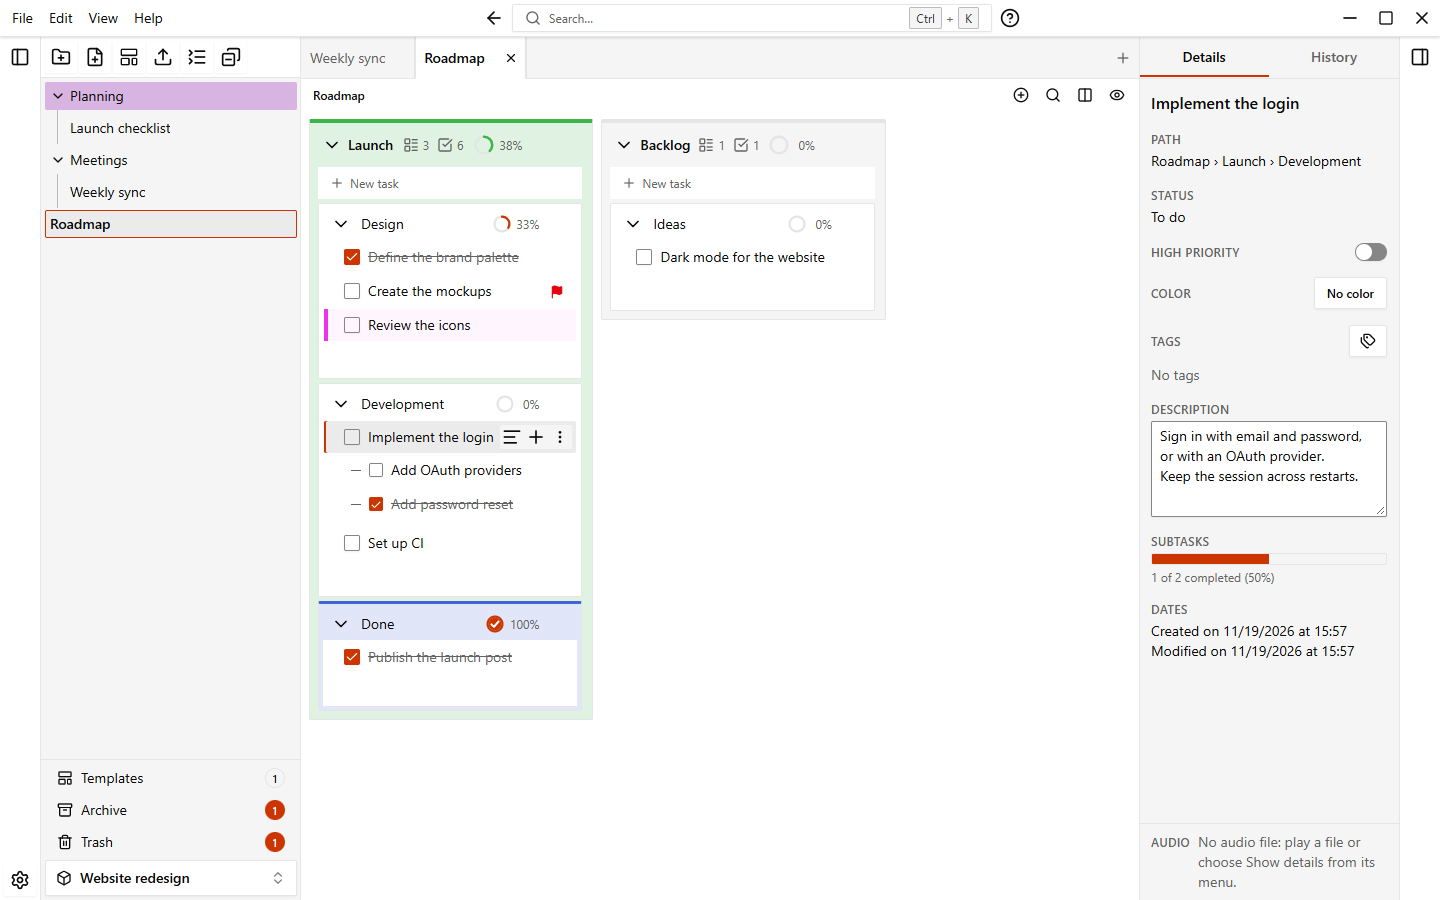 File Edit View Help
Search... Ctrl + K
Planning
Launch checklist
Meetings
Weekly sync
Roadmap
Templates 1
Archive 1
Trash 1
Website redesign
Weekly sync
Roadmap
Roadmap
Launch 3 6 38%
New task
Design 33%
Define the brand palette
Create the mockups
Review the icons
Development 0%
Implement the login
Add OAuth providers
Add password reset
Set up CI
Done 100%
Publish the launch post
Backlog 1 1 0%
New task
Ideas 0%
Dark mode for the website
Details History
Implement the login
PATH
Roadmap › Launch › Development
STATUS
To do
HIGH PRIORITY
COLOR No color
TAGS
No tags
DESCRIPTION
Sign in with email and password,
or with an OAuth provider.
Keep the session across restarts.
SUBTASKS
1 of 2 completed (50%)
DATES
Created on 11/19/2026 at 15:57
Modified on 11/19/2026 at 15:57
AUDIO No audio file: play a file or
choose Show details from its
menu.